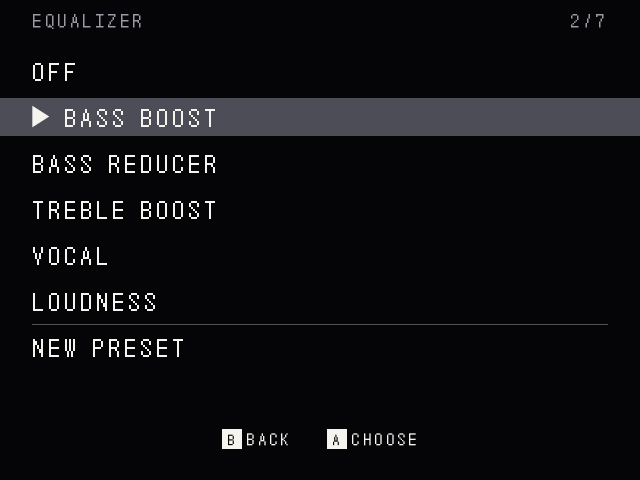 EQUALIZER 2/7
OFF
▶ BASS BOOST
BASS REDUCER
TREBLE BOOST
VOCAL
LOUDNESS
NEW PRESET
B BACK A CHOOSE